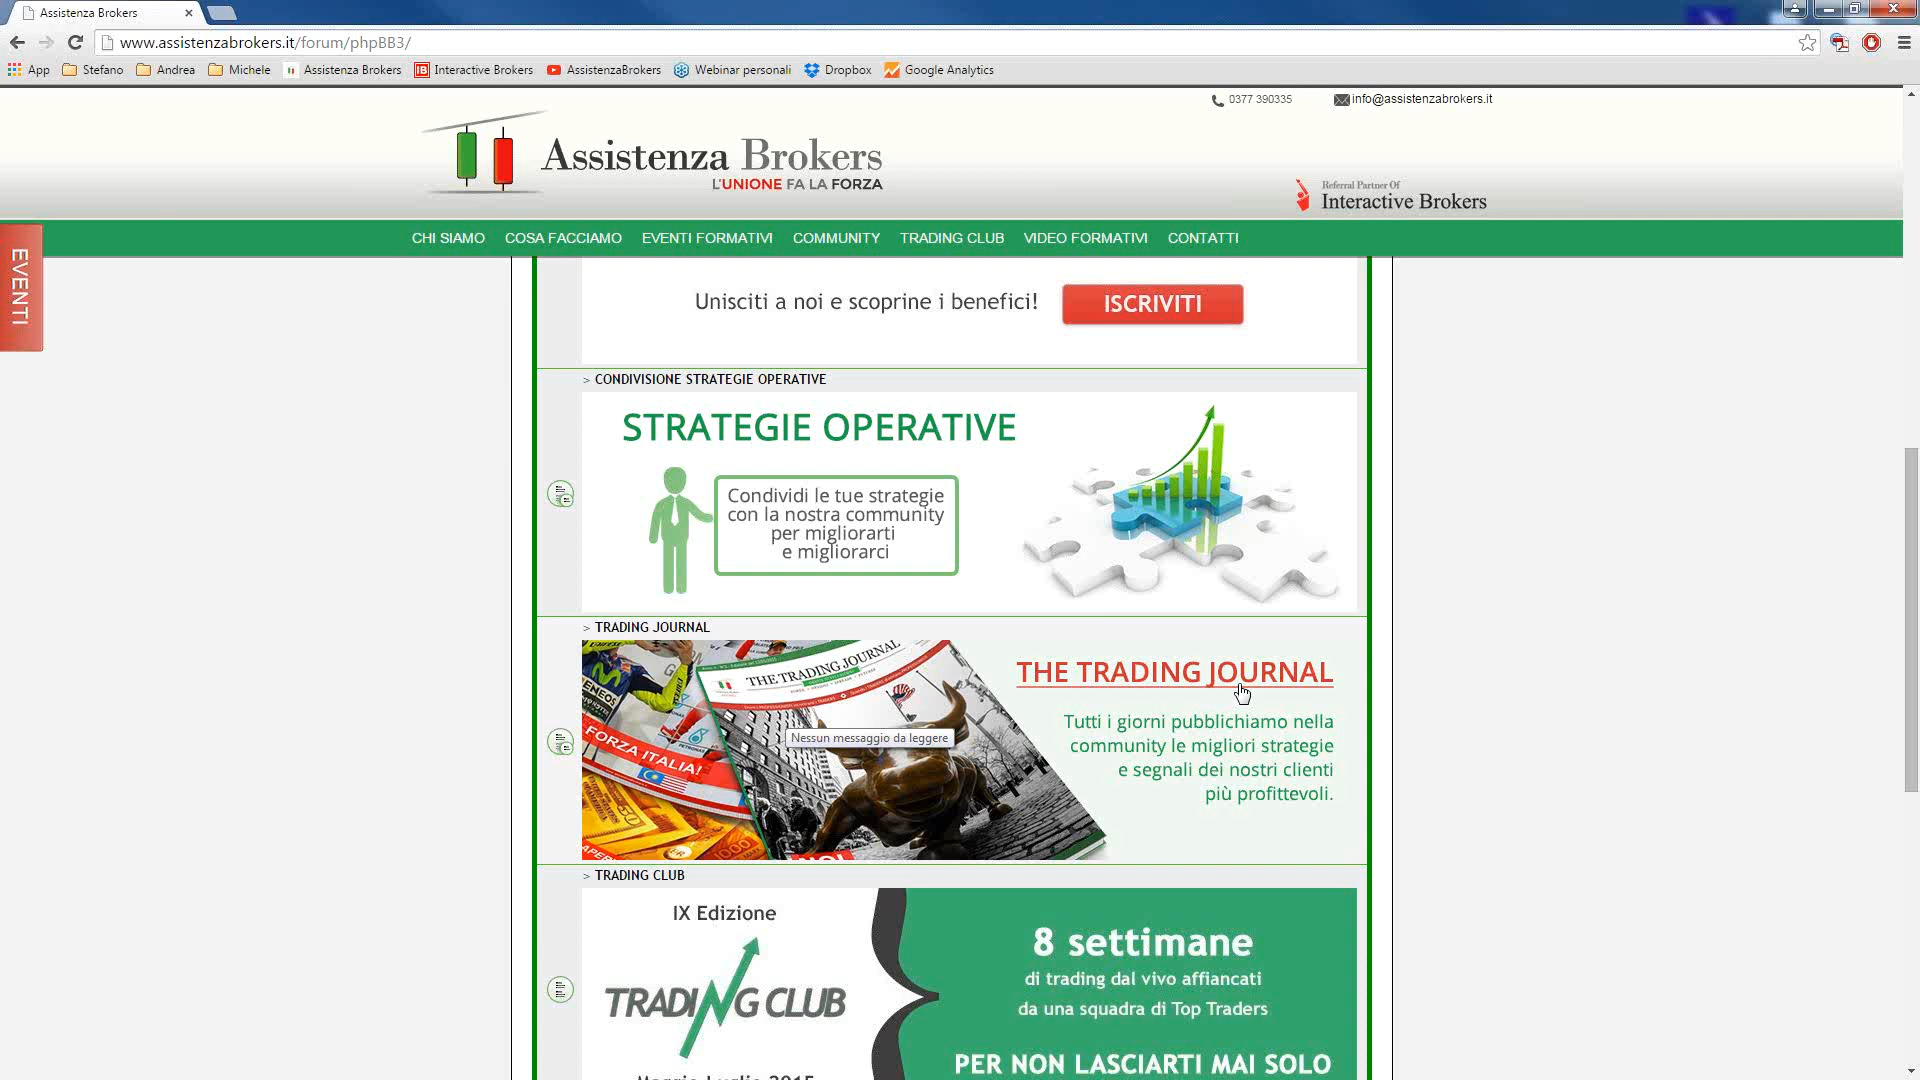 Assistenza Brokers
www.assistenzabrokers.it/forum/phpBB3/
App Stefano Andrea Michele Assistenza Brokers Interactive Brokers AssistenzaBrokers Webinar personali Dropbox Google Analytics
0377 390335 info@assistenzabrokers.it
Assistenza Brokers
L'UNIONE FA LA FORZA
Referral Partner Of
Interactive Brokers
CHI SIAMO COSA FACCIAMO EVENTI FORMATIVI COMMUNITY TRADING CLUB VIDEO FORMATIVI CONTATTI
EVENTI
Unisciti a noi e scoprine i benefici! ISCRIVITI
> CONDIVISIONE STRATEGIE OPERATIVE
STRATEGIE OPERATIVE
Condividi le tue strategie
con la nostra community
per migliorarti
e migliorarci
> TRADING JOURNAL
THE TRADING JOURNAL
ENEOS
PETRONAS
FORZA ITALIA!
THE TRADING JOURNAL
Tutti i giorni pubblichiamo nella
community le migliori strategie
e segnali dei nostri clienti
più profittevoli.
Nessun messaggio da leggere
> TRADING CLUB
IX Edizione
TRADING CLUB
8 settimane
di trading dal vivo affiancati
da una squadra di Top Traders
PER NON LASCIARTI MAI SOLO